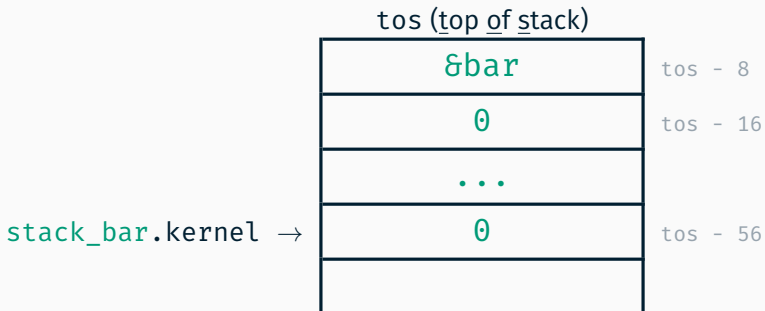 tos (top of stack)
&bar tos - 8
0 tos - 16
...
stack_bar.kernel → 0 tos - 56